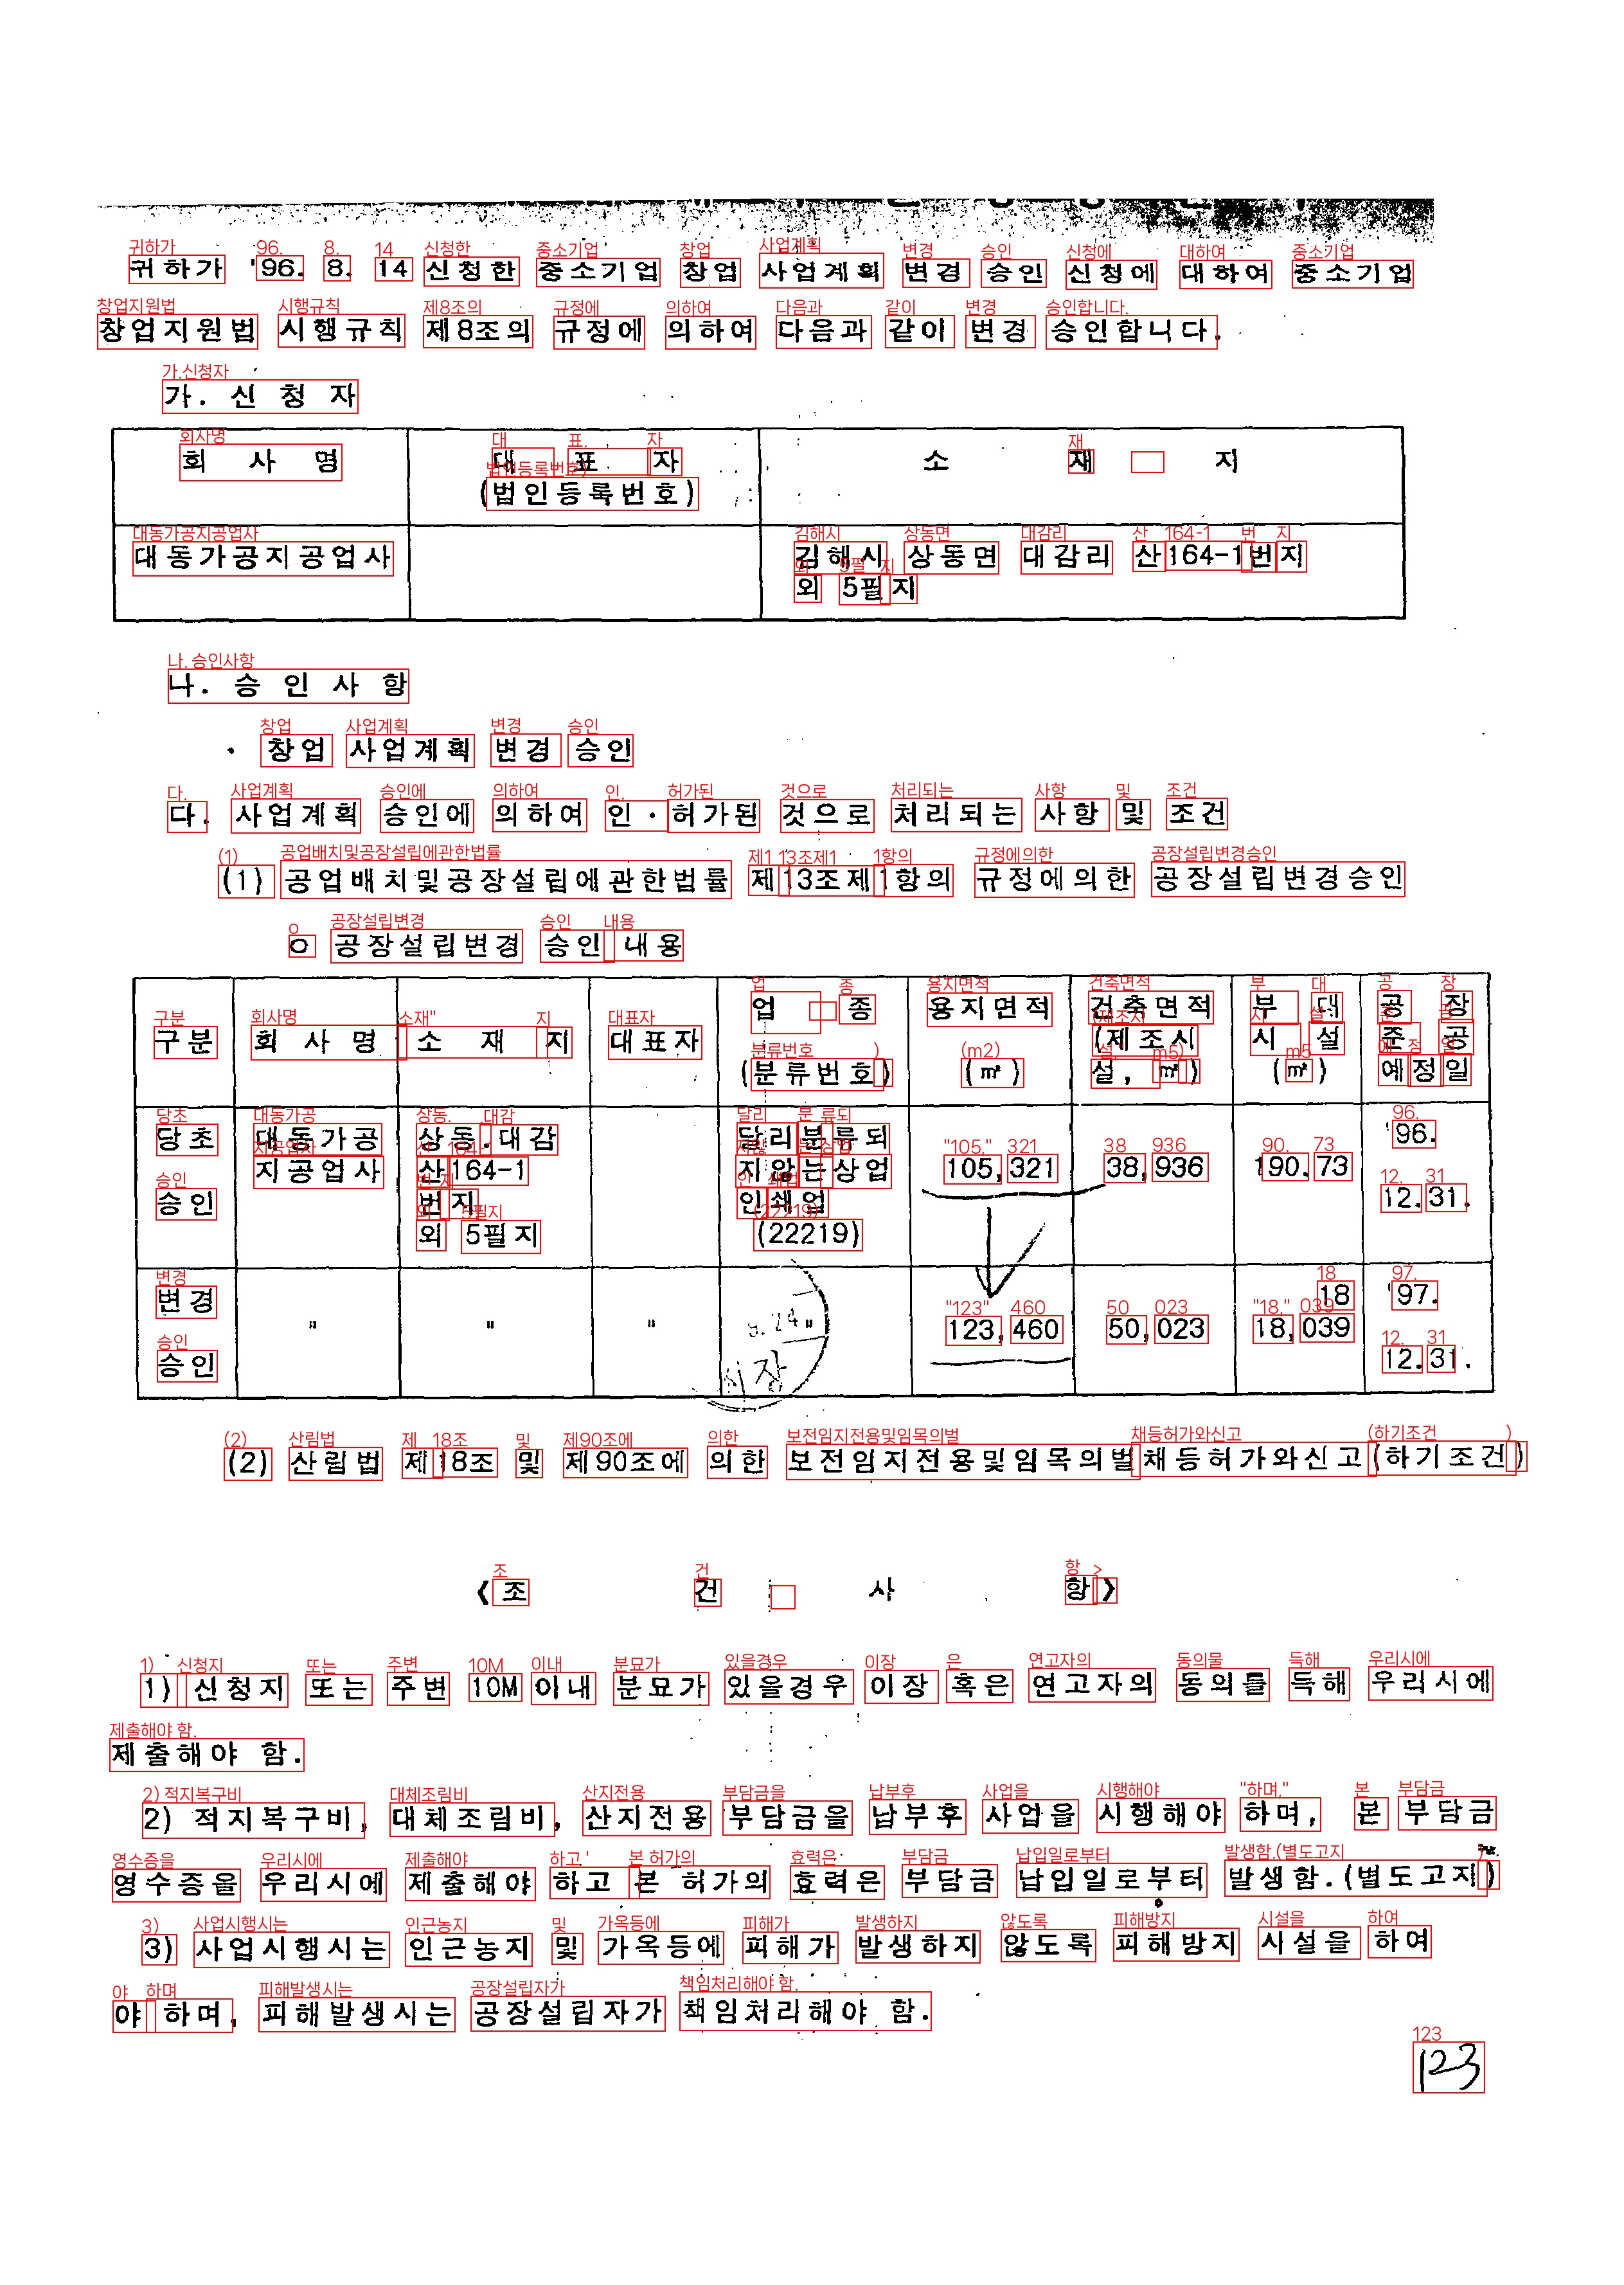 귀하가 '96. 8. 14 신청한 중소기업 창업 사업계획 변경 승인 신청에 대하여 중소기업
창업지원법 시행규칙 제8조의 규정에 의하여 다음과 같이 변경 승인합니다.
가. 신 청 자
회 사 명 대 표 자 소 재 지
(법인등록번호)
대동가공지공업사 김해시 상동면 대감리 산164-1번지
외 5필지
나. 승 인 사 항
· 창업 사업계획 변경 승인
다. 사업계획 승인에 의하여 인·허가된 것으로 처리되는 사항 및 조건
(1) 공업배치및공장설립에관한법률 제13조제1항의 규정에의한 공장설립변경승인
ㅇ 공장설립변경 승인 내용
구분 회 사 명 소 재 지 대표자 업 종 (분류번호) 용지면적 (㎡) 건축면적 (제조시설, ㎡) 부 대 시 설 (㎡) 공 장 준 공 예정일
당초 승인 대동가공지공업사 상동.대감 산164-1 번지 외 5필지 달리분류되지않는상업인쇄업 (22219) 105,321 38,936 190.73 '96. 12.31.
변경 승인 " " " " 123,460 50,023 18 18,039 '97. 12.31.
9.24
시장
(2) 산림법 제18조 및 제90조에 의한 보전임지전용및임목의벌채등허가와신고(하기조건)
《조 건 사 항》
1) 신청지 또는 주변 10M 이내 분묘가 있을경우 이장 혹은 연고자의 동의를 득해 우리시에
제출해야 함.
2) 적지복구비, 대체조림비, 산지전용 부담금을 납부후 사업을 시행해야 하며, 본 부담금
영수증을 우리시에 제출해야 하고 본 허가의 효력은 부담금 납입일로부터 발생함.(별도고지)
3) 사업시행시는 인근농지 및 가옥등에 피해가 발생하지 않도록 피해방지 시설을 하여
야 하며, 피해발생시는 공장설립자가 책임처리해야 함.
123